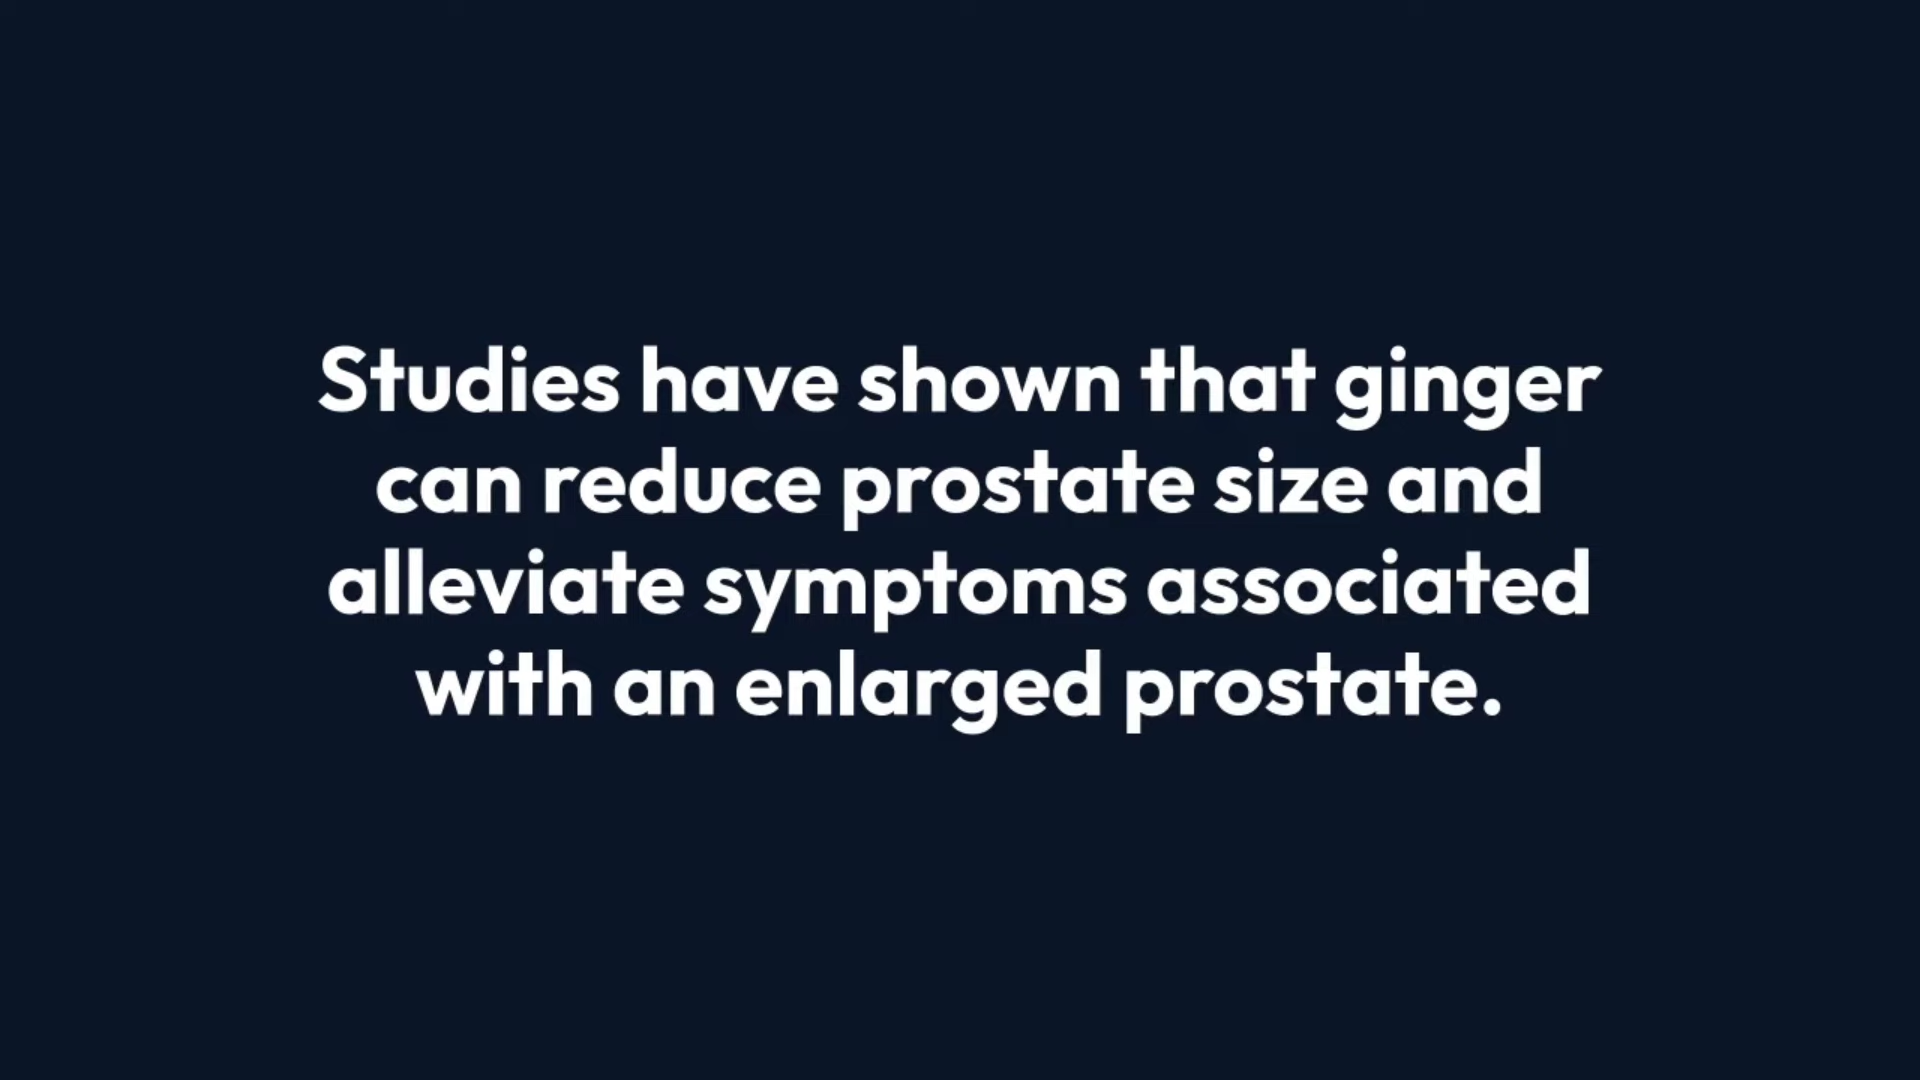 Studies have shown that ginger
can reduce prostate size and
alleviate symptoms associated
with an enlarged prostate.